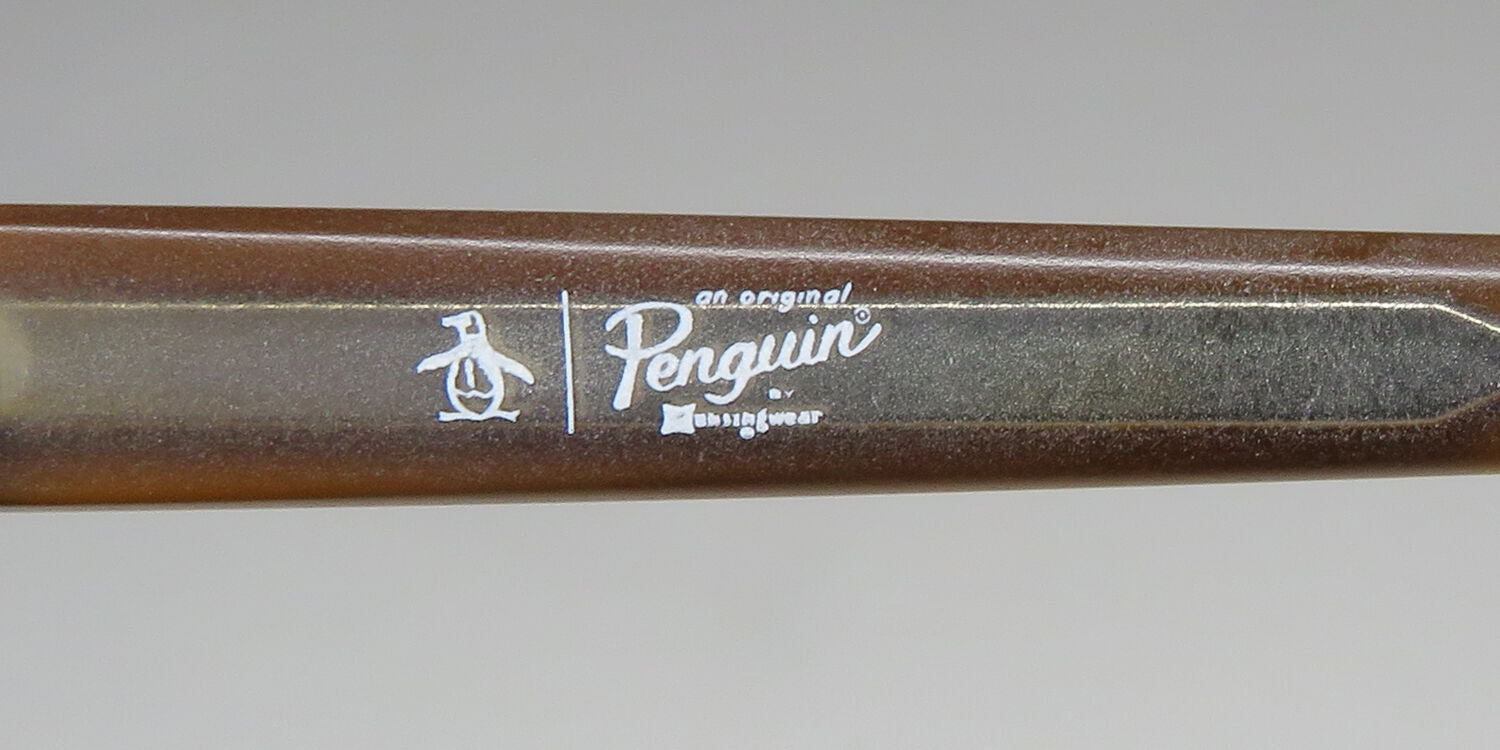 an original
Penguin®
BY
Munsingwear